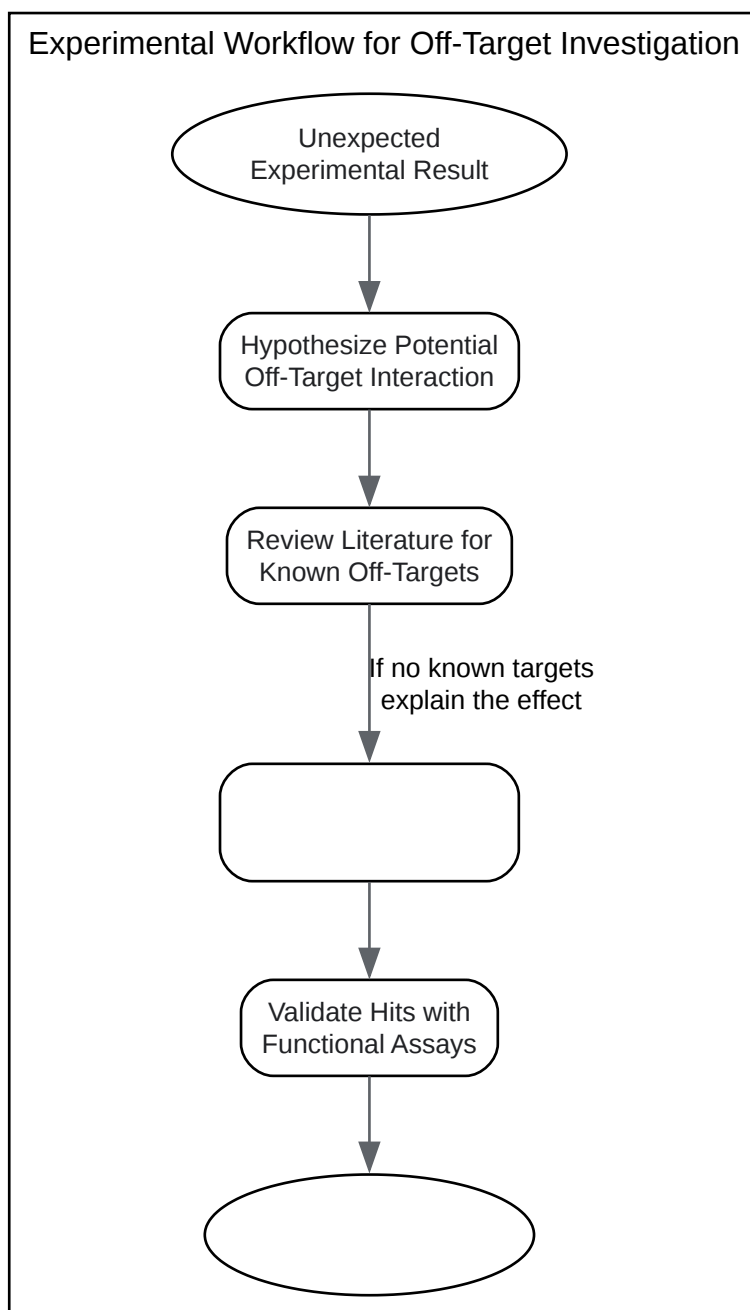 Experimental Workflow for Off-Target Investigation
Unexpected
Experimental Result
Hypothesize Potential
Off-Target Interaction
Review Literature for
Known Off-Targets
If no known targets
explain the effect
Validate Hits with
Functional Assays